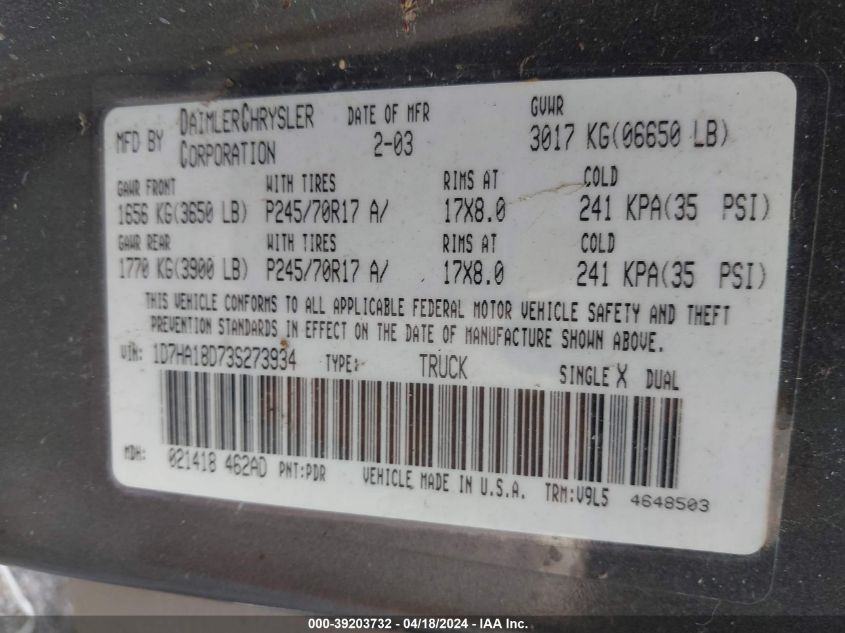 MFD BY DAIMLERCHRYSLER CORPORATION DATE OF MFR 2-03 GVWR 3017 KG(06650 LB)
GAWR FRONT WITH TIRES RIMS AT COLD
1656 KG(3650 LB) P245/70R17 A/ 17X8.0 241 KPA(35 PSI)
GAWR REAR WITH TIRES RIMS AT COLD
1770 KG(3900 LB) P245/70R17 A/ 17X8.0 241 KPA(35 PSI)
THIS VEHICLE CONFORMS TO ALL APPLICABLE FEDERAL MOTOR VEHICLE SAFETY AND THEFT
PREVENTION STANDARDS IN EFFECT ON THE DATE OF MANUFACTURE SHOWN ABOVE.
VIN: 1D7HA18D73S273934 TYPE: TRUCK SINGLE X DUAL
MDH: 021418 462AD PNT:PDR VEHICLE MADE IN U.S.A. TRM:V9L5 4648503
000-39203732 - 04/18/2024 - IAA, Inc.